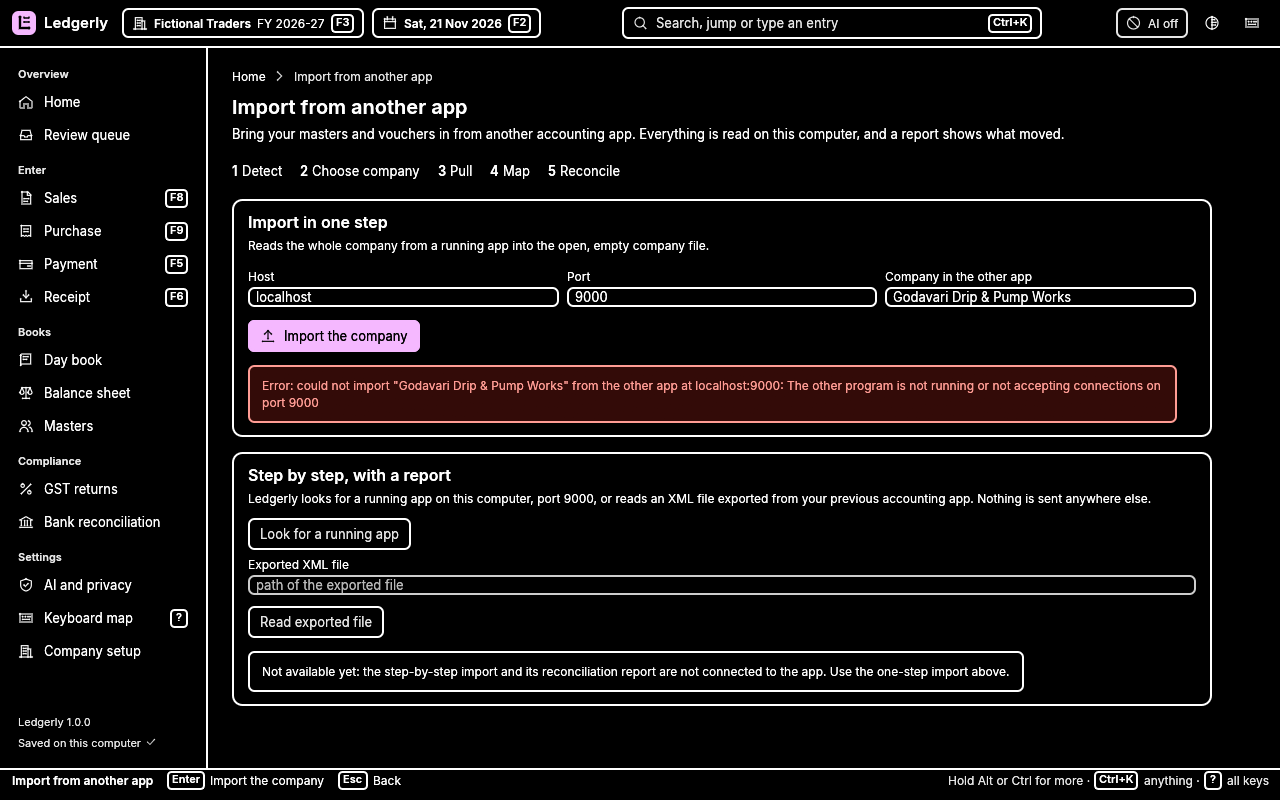 Ledgerly
Fictional Traders FY 2026-27 F3
Sat, 21 Nov 2026 F2
Search, jump or type an entry Ctrl+K
AI off
Overview
Home
Review queue
Enter
Sales F8
Purchase F9
Payment F5
Receipt F6
Books
Day book
Balance sheet
Masters
Compliance
GST returns
Bank reconciliation
Settings
AI and privacy
Keyboard map ?
Company setup
Ledgerly 1.0.0
Saved on this computer
Home Import from another app
Import from another app
Bring your masters and vouchers in from another accounting app. Everything is read on this computer, and a report shows what moved.
1 Detect 2 Choose company 3 Pull 4 Map 5 Reconcile
Import in one step
Reads the whole company from a running app into the open, empty company file.
Host Port Company in the other app
localhost 9000 Godavari Drip & Pump Works
Import the company
Error: could not import "Godavari Drip & Pump Works" from the other app at localhost:9000: The other program is not running or not accepting connections on
port 9000
Step by step, with a report
Ledgerly looks for a running app on this computer, port 9000, or reads an XML file exported from your previous accounting app. Nothing is sent anywhere else.
Look for a running app
Exported XML file
path of the exported file
Read exported file
Not available yet: the step-by-step import and its reconciliation report are not connected to the app. Use the one-step import above.
Import from another app Enter Import the company Esc Back
Hold Alt or Ctrl for more · Ctrl+K anything · ? all keys